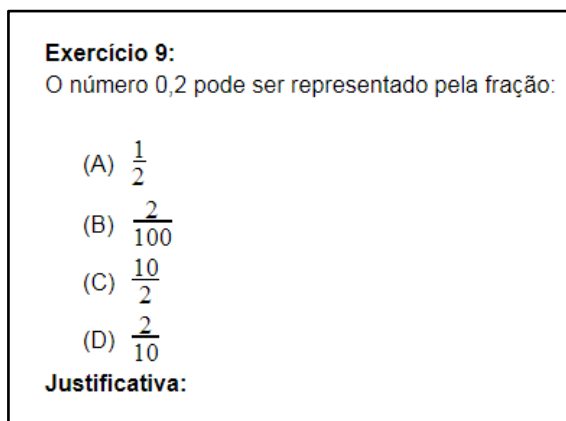 Exercício 9:
O número 0,2 pode ser representado pela fração:
(A) 1/2
(B) 2/100
(C) 10/2
(D) 2/10
Justificativa: